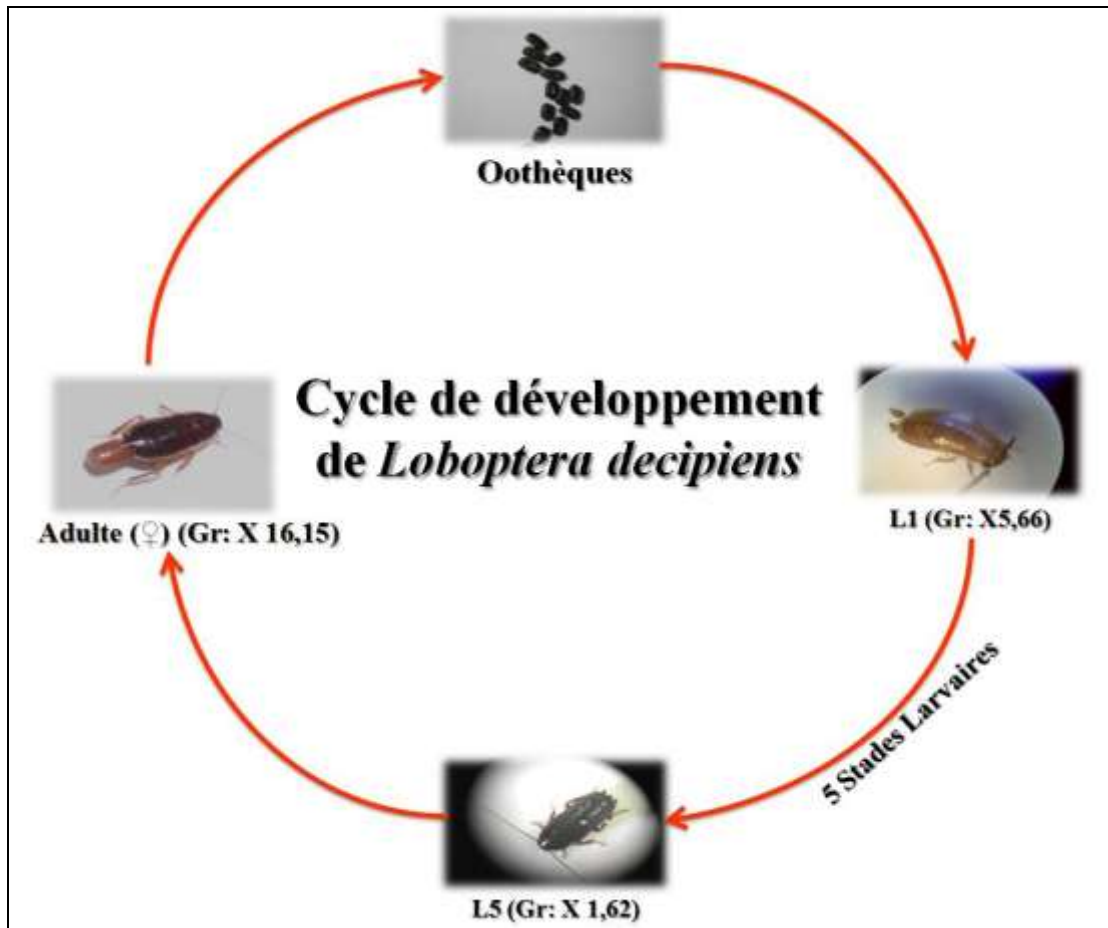 Oothèques
Cycle de développement
de Loboptera decipiens
Adulte (♀) (Gr: X 16,15)
L1 (Gr: X5,66)
5 Stades Larvaires
L5 (Gr: X 1,62)